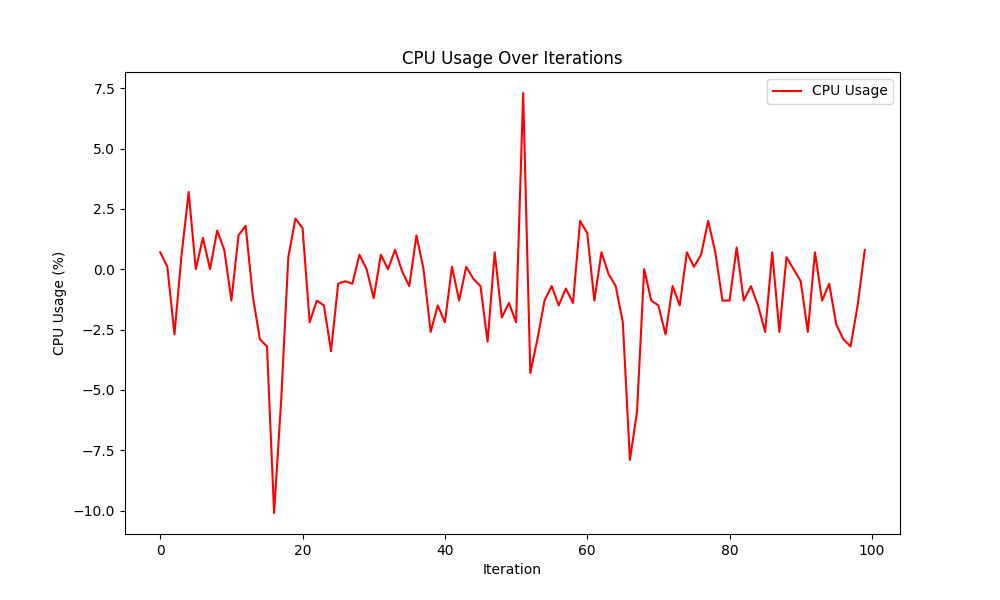 CPU Usage Over Iterations
CPU Usage
7.5
5.0
2.5
0.0
−2.5
−5.0
−7.5
−10.0
CPU Usage (%)
0 20 40 60 80 100
Iteration